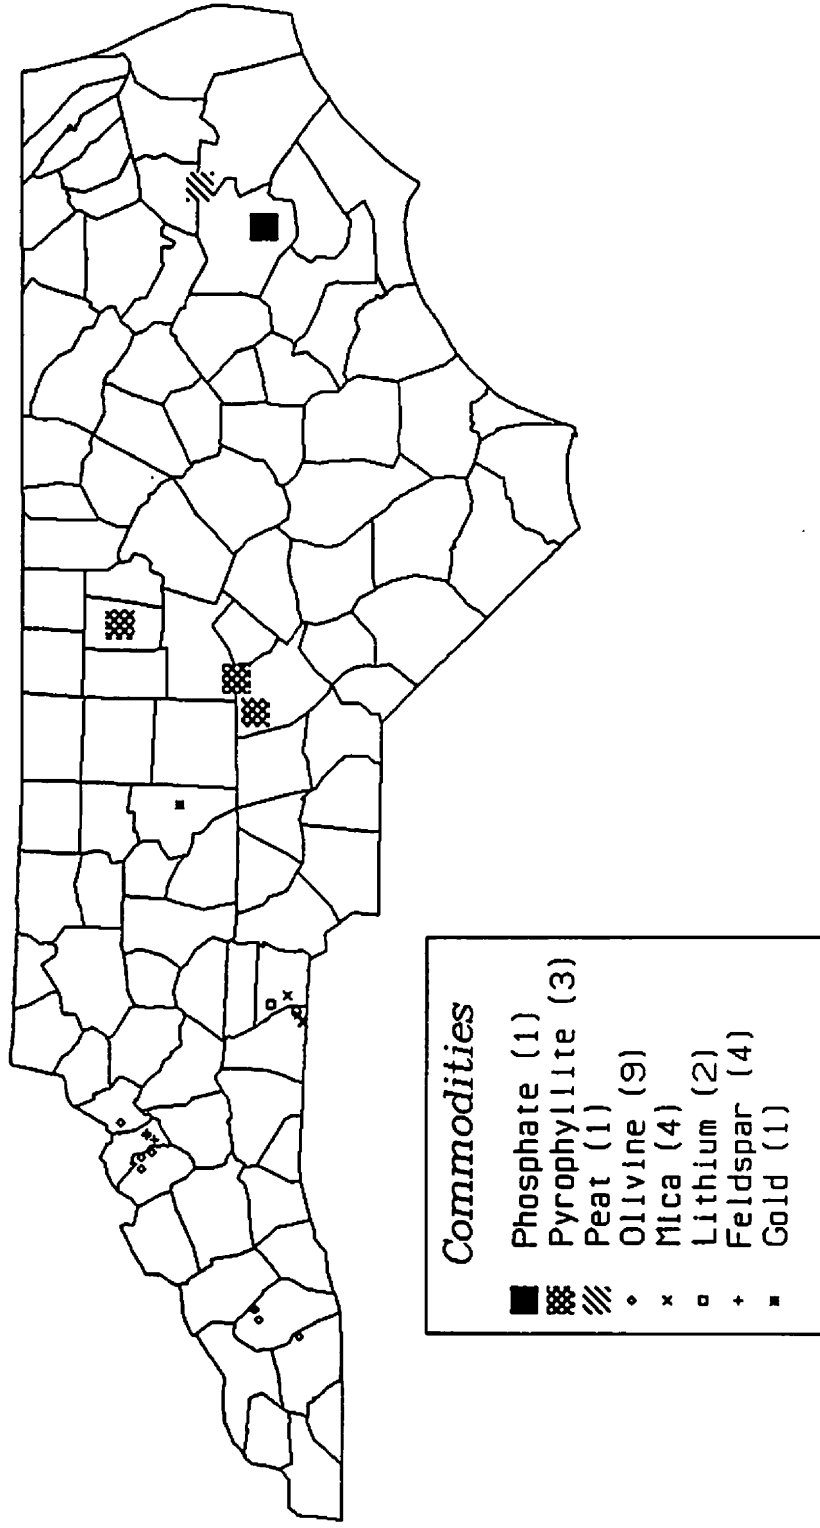 Commodities
Phosphate (1)
Pyrophyllite (3)
Peat (1)
Olivine (9)
Mica (4)
Lithium (2)
Feldspar (4)
Gold (1)